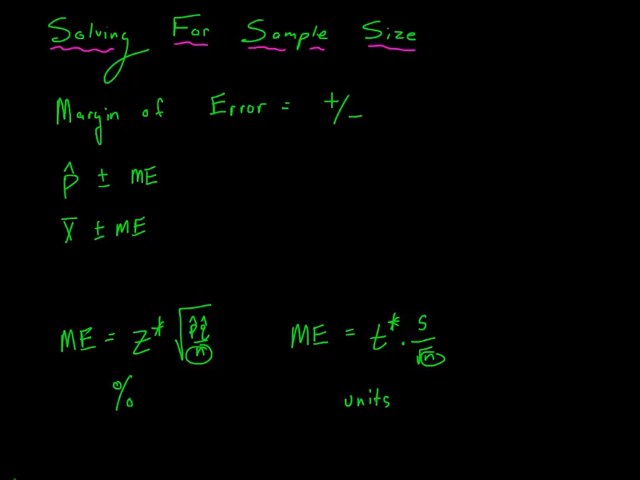 Solving For Sample Size
Margin of Error = +/-
p̂ ± ME
x̄ ± ME
ME = z* √(p̂q̂/n)
ME = t* · s/√n
%
units